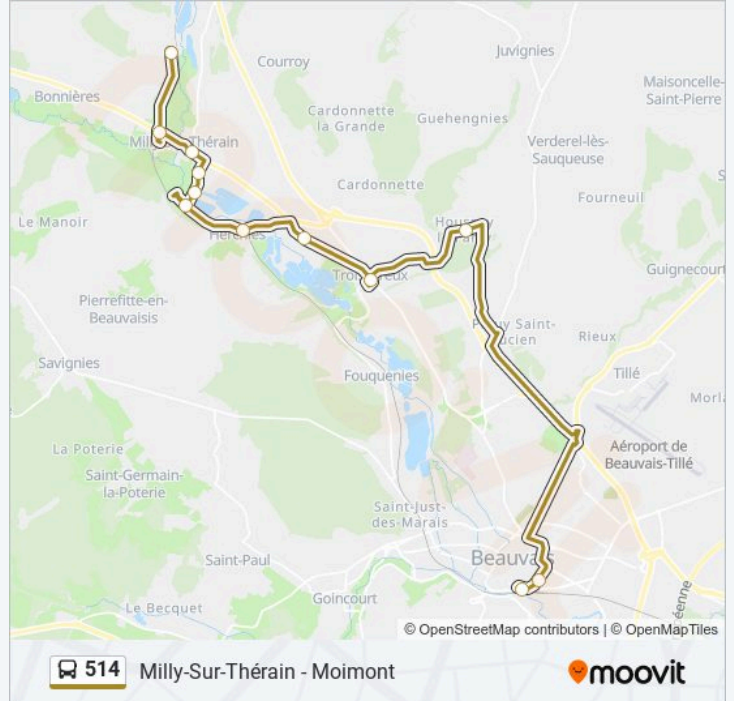 Courroy
Juvignies
Bonnières
Maisoncelle-
Saint-Pierre
Cardonnette
la Grande
Guehengnies
Verderel-lès-
Sauqueuse
Cardonnette
Fourneuil
Le Manoir
Guignecourt
Pierrefitte-en-
Beauvaisis
Rieux
Savignies
Fouquenies
Tillé
La Poterie
Aéroport de
Beauvais-Tillé
Saint-Germain-
la-Poterie
Saint-Just-
des-Marais
Saint-Paul
Goincourt
Le Becquet
© OpenStreetMap contributors | © OpenMapTiles
514 Milly-Sur-Thérain - Moimont
moovit